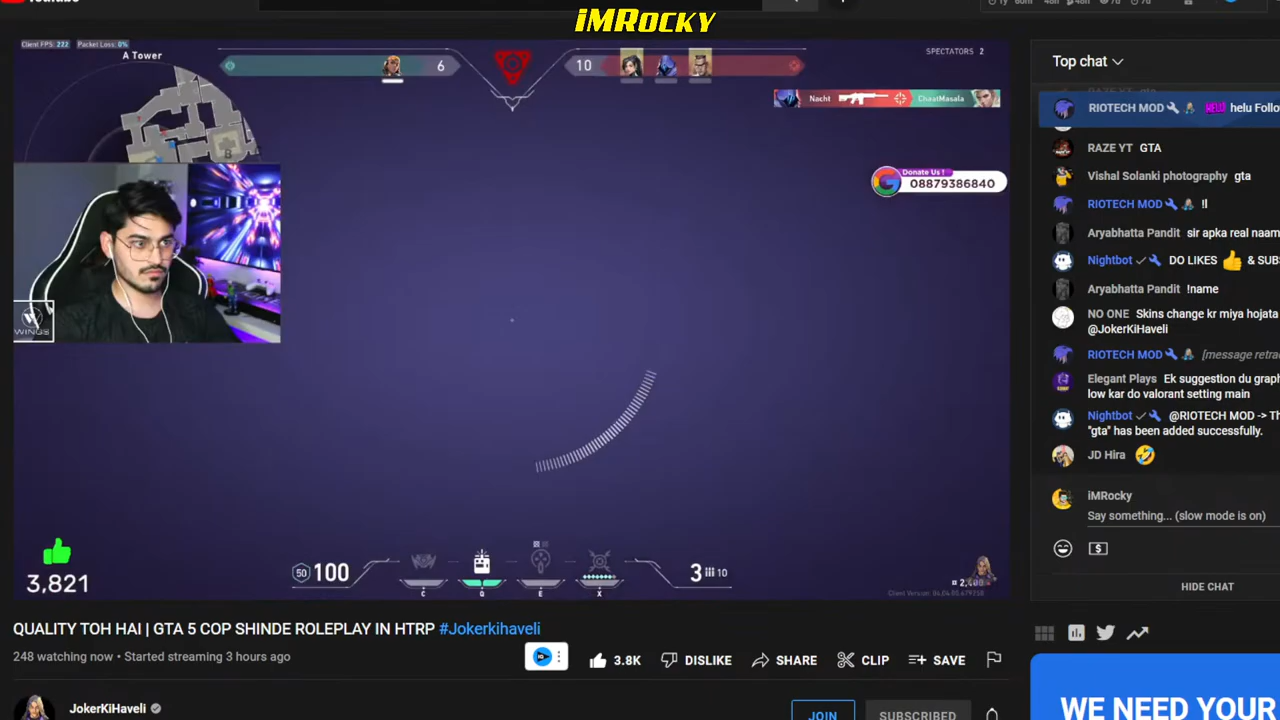 iMRocky
Client FPS: 222 Packet Loss: 0%
A Tower
6
10
SPECTATORS 2
Nacht ChaatMasala
Donate Us !
08879386840
B
WINGS
50 100
C
Q
E
X
3 10
3,821
Top chat
RIOTECH MOD helu Follo
RAZE YT GTA
Vishal Solanki photography gta
RIOTECH MOD !l
Aryabhatta Pandit sir apka real naam
Nightbot DO LIKES & SUBS
Aryabhatta Pandit !name
NO ONE Skins change kr miya hojata
@JokerKiHaveli
RIOTECH MOD [message retrac
Elegant Plays Ek suggestion du graph
low kar do valorant setting main
Nightbot @RIOTECH MOD -> Th
"gta" has been added successfully.
JD Hira
iMRocky
Say something... (slow mode is on)
HIDE CHAT
QUALITY TOH HAI | GTA 5 COP SHINDE ROLEPLAY IN HTRP #Jokerkihaveli
248 watching now • Started streaming 3 hours ago
3.8K DISLIKE SHARE CLIP SAVE
JokerKiHaveli
JOIN SUBSCRIBED
WE NEED YOUR